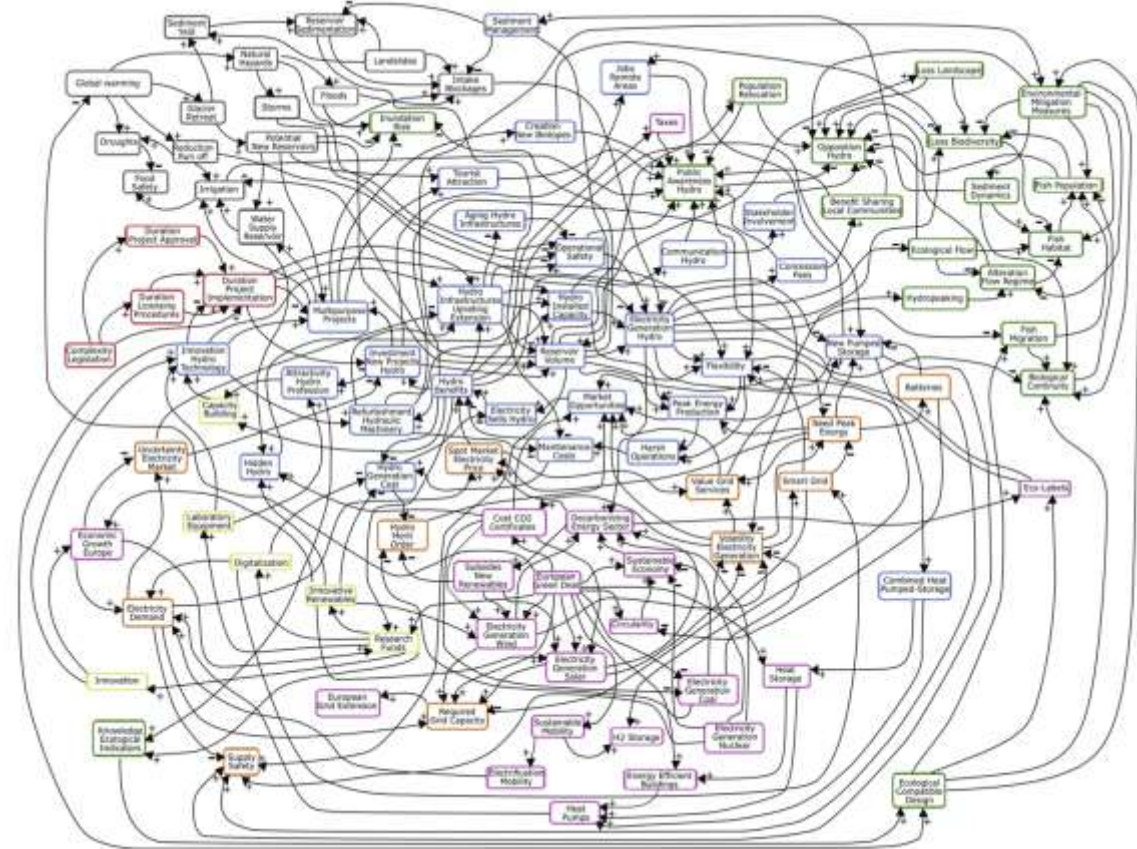 Sediment
Soil
Reservoir
Sedimentation
Sediment
Management
Natural
Hazards
Landslides
Global warming
Intake
Blockages
Floods
Glacier
Retreat
Storms
Jobs
Remote
Areas
Population
Relocation
Loss Landscape
Environmental
Mitigation
Measures
Inundation
Rise
Creation
New Biotopes
Taxes
Droughts
Reduction
Run off
Potential
New Reservoirs
Opposition
Hydro
Loss Biodiversity
Food
Safety
Irrigation
Tourist
Attraction
Public
Awareness
Hydro
Sediment
Dynamics
Fish Population
Benefit Sharing
Local Communities
Water
Supply
Reservoir
Aging Hydro
Infrastructures
Stakeholder
Involvement
Duration
Project Approval
Operational
Safety
Communication
Hydro
Ecological Flow
Fish
Habitat
Concession
Fees
Alteration
Flow Regime
Duration
Project
Implementation
Duration
Licensing
Procedures
Hydro
Infrastructures
Uprating
Extension
Hydro
Installed
Capacity
Hydropeaking
Multipurpose
Projects
Electricity
Generation
Hydro
Fish
Migration
Complexity
Legislation
Innovation
Hydro
Technology
Investment
New Projects
Hydro
Reservoir
Volume
New Pumped
Storage
Flexibility
Attractivity
Hydro
Profession
Hydro
Benefits
Biological
Continuity
Batteries
Capacity
Building
Refurbishment
Hydraulic
Machinery
Electricity
Sells Hydro
Market
Opportunities
Peak Energy
Production
Need Peak
Energy
Uncertainty
Electricity
Market
Hidden
Hydro
Hydro
Generation
Cost
Spot Market
Electricity
Price
Maintenance
Costs
Harsh
Operations
Value Grid
Services
Smart Grid
Eco Labels
Laboratory
Equipment
Cost CO2
Certificates
Decarbonizing
Energy Sector
Economic
Growth
Europe
Hydro
Merit
Order
Volatility
Electricity
Generation
Digitalization
Subsides
New
Renewables
European
Green Deal
Sustainable
Economy
Combined Heat
Pumped-Storage
Electricity
Demand
Innovative
Renewables
Research
Funds
Electricity
Generation
Wind
Circularity
Electricity
Generation
Solar
Innovation
European
Grid Extension
Required
Grid Capacity
Electricity
Generation
Coal
Heat
Storage
Knowledge
Ecological
Indicators
Sustainable
Mobility
H2 Storage
Electricity
Generation
Nuclear
Supply
Safety
Electrification
Mobility
Energy Efficient
Buildings
Ecological
Compatible
Design
Heat
Pumps